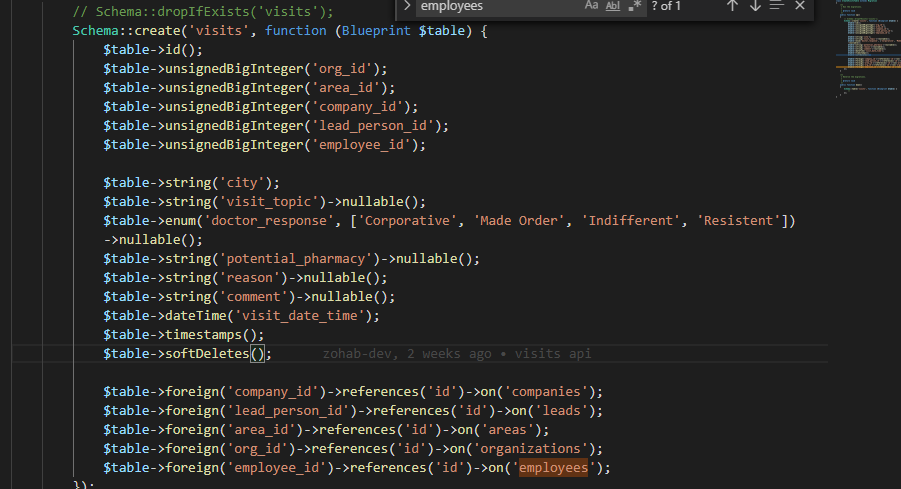 employees
Aa Abl .* ? of 1
// Schema::dropIfExists('visits');
Schema::create('visits', function (Blueprint $table) {
$table->id();
$table->unsignedBigInteger('org_id');
$table->unsignedBigInteger('area_id');
$table->unsignedBigInteger('company_id');
$table->unsignedBigInteger('lead_person_id');
$table->unsignedBigInteger('employee_id');
$table->string('city');
$table->string('visit_topic')->nullable();
$table->enum('doctor_response', ['Corporative', 'Made Order', 'Indifferent', 'Resistent'])
->nullable();
$table->string('potential_pharmacy')->nullable();
$table->string('reason')->nullable();
$table->string('comment')->nullable();
$table->dateTime('visit_date_time');
$table->timestamps();
$table->softDeletes(); zohab-dev, 2 weeks ago • visits api
$table->foreign('company_id')->references('id')->on('companies');
$table->foreign('lead_person_id')->references('id')->on('leads');
$table->foreign('area_id')->references('id')->on('areas');
$table->foreign('org_id')->references('id')->on('organizations');
$table->foreign('employee_id')->references('id')->on('employees');
});